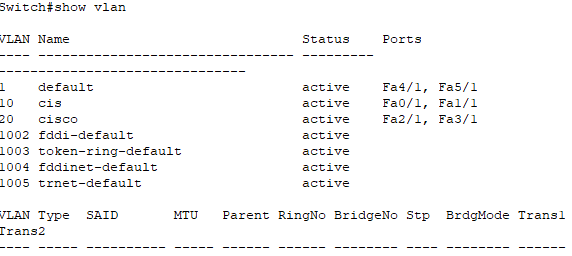 Switch#show vlan
VLAN Name                             Status    Ports
---- -------------------------------- ---------
-------------------------------
1    default                          active    Fa4/1, Fa5/1
10   cis                              active    Fa0/1, Fa1/1
20   cisco                            active    Fa2/1, Fa3/1
1002 fddi-default                     active
1003 token-ring-default               active
1004 fddinet-default                  active
1005 trnet-default                    active
VLAN Type  SAID       MTU   Parent RingNo BridgeNo Stp  BrdgMode Trans1
Trans2
---- ----- ---------- ----- ------ ------ -------- ---- -------- ------